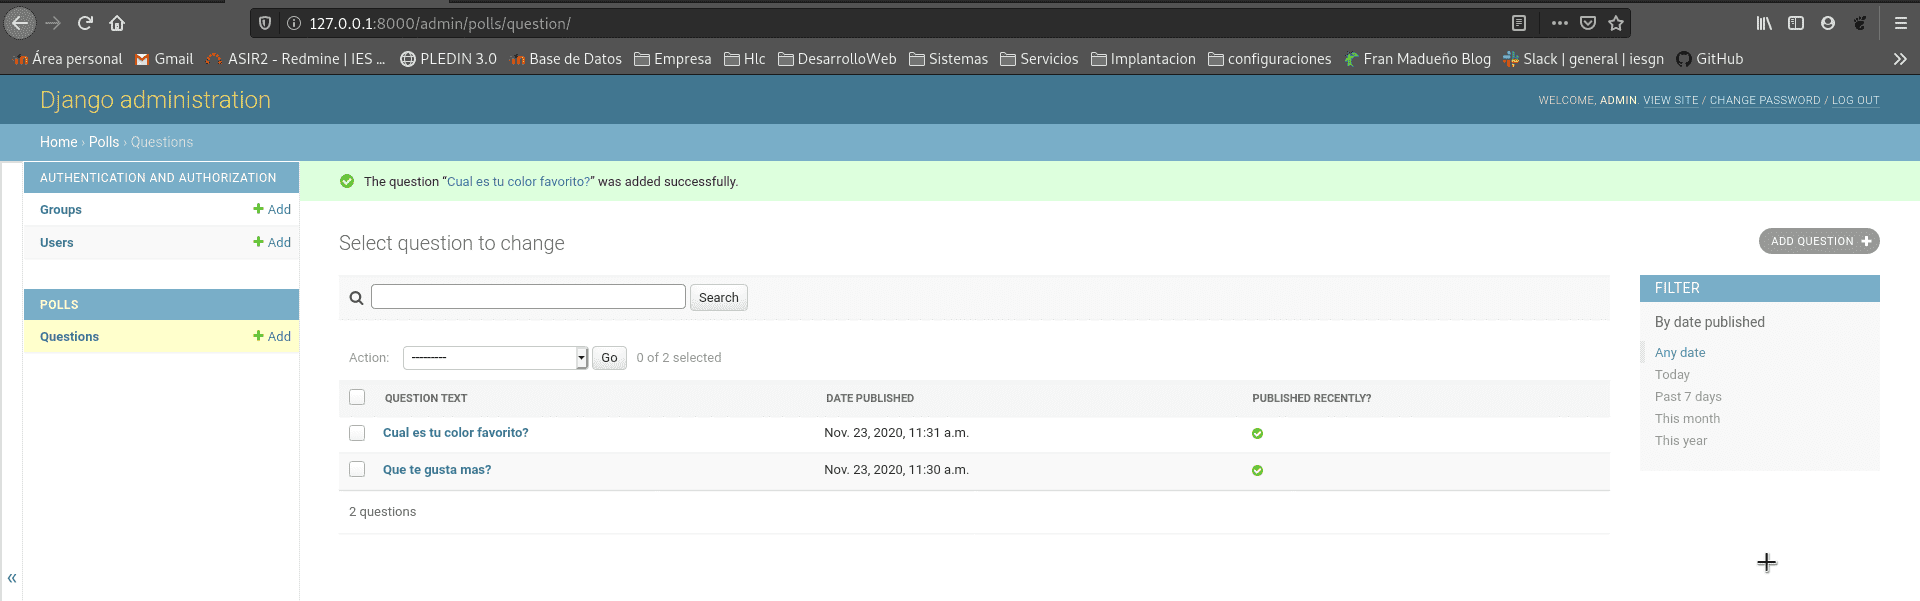 127.0.0.1:8000/admin/polls/question/
Área personal Gmail ASIR2 - Redmine | IES ... PLEDIN 3.0 Base de Datos Empresa Hlc DesarrolloWeb Sistemas Servicios Implantacion configuraciones Fran Madueño Blog Slack | general | iesgn GitHub
Django administration
WELCOME, ADMIN. VIEW SITE / CHANGE PASSWORD / LOG OUT
Home › Polls › Questions
AUTHENTICATION AND AUTHORIZATION
Groups + Add
Users + Add
POLLS
Questions + Add
The question “Cual es tu color favorito?” was added successfully.
Select question to change
ADD QUESTION +
Search
Action: --------- Go 0 of 2 selected
QUESTION TEXT DATE PUBLISHED PUBLISHED RECENTLY?
Cual es tu color favorito? Nov. 23, 2020, 11:31 a.m.
Que te gusta mas? Nov. 23, 2020, 11:30 a.m.
2 questions
FILTER
By date published
Any date
Today
Past 7 days
This month
This year
«